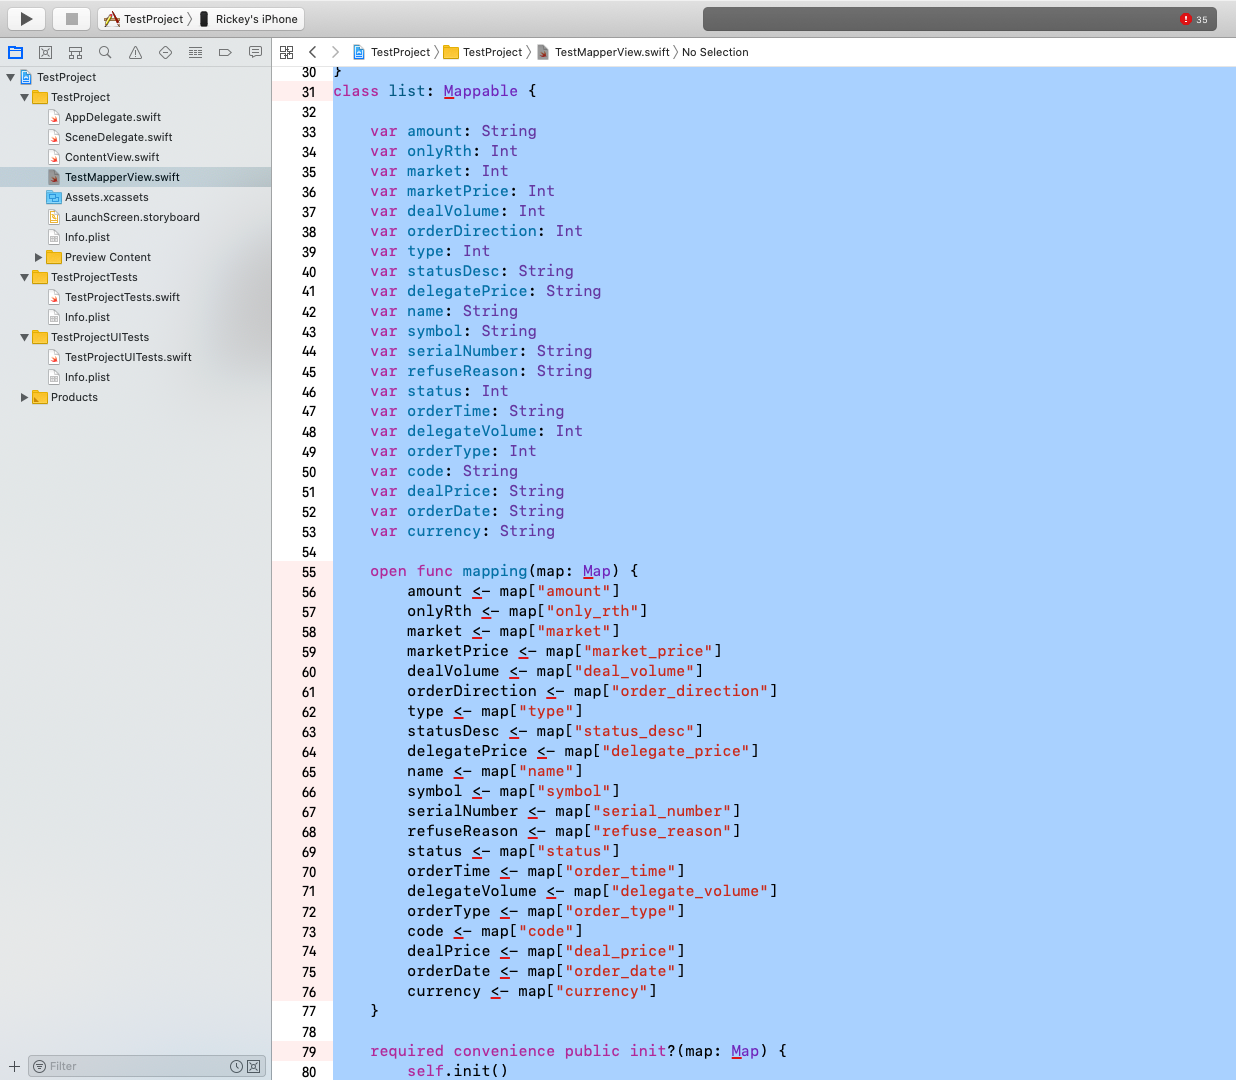 TestProject
Rickey's iPhone
35
TestProject
TestProject
TestMapperView.swift
No Selection
TestProject
TestProject
AppDelegate.swift
SceneDelegate.swift
ContentView.swift
TestMapperView.swift
Assets.xcassets
LaunchScreen.storyboard
Info.plist
Preview Content
TestProjectTests
TestProjectTests.swift
Info.plist
TestProjectUITests
TestProjectUITests.swift
Info.plist
Products
Filter
30 }
31 class list: Mappable {
32
33 var amount: String
34 var onlyRth: Int
35 var market: Int
36 var marketPrice: Int
37 var dealVolume: Int
38 var orderDirection: Int
39 var type: Int
40 var statusDesc: String
41 var delegatePrice: String
42 var name: String
43 var symbol: String
44 var serialNumber: String
45 var refuseReason: String
46 var status: Int
47 var orderTime: String
48 var delegateVolume: Int
49 var orderType: Int
50 var code: String
51 var dealPrice: String
52 var orderDate: String
53 var currency: String
54
55 open func mapping(map: Map) {
56 amount <- map["amount"]
57 onlyRth <- map["only_rth"]
58 market <- map["market"]
59 marketPrice <- map["market_price"]
60 dealVolume <- map["deal_volume"]
61 orderDirection <- map["order_direction"]
62 type <- map["type"]
63 statusDesc <- map["status_desc"]
64 delegatePrice <- map["delegate_price"]
65 name <- map["name"]
66 symbol <- map["symbol"]
67 serialNumber <- map["serial_number"]
68 refuseReason <- map["refuse_reason"]
69 status <- map["status"]
70 orderTime <- map["order_time"]
71 delegateVolume <- map["delegate_volume"]
72 orderType <- map["order_type"]
73 code <- map["code"]
74 dealPrice <- map["deal_price"]
75 orderDate <- map["order_date"]
76 currency <- map["currency"]
77 }
78
79 required convenience public init?(map: Map) {
80 self.init()